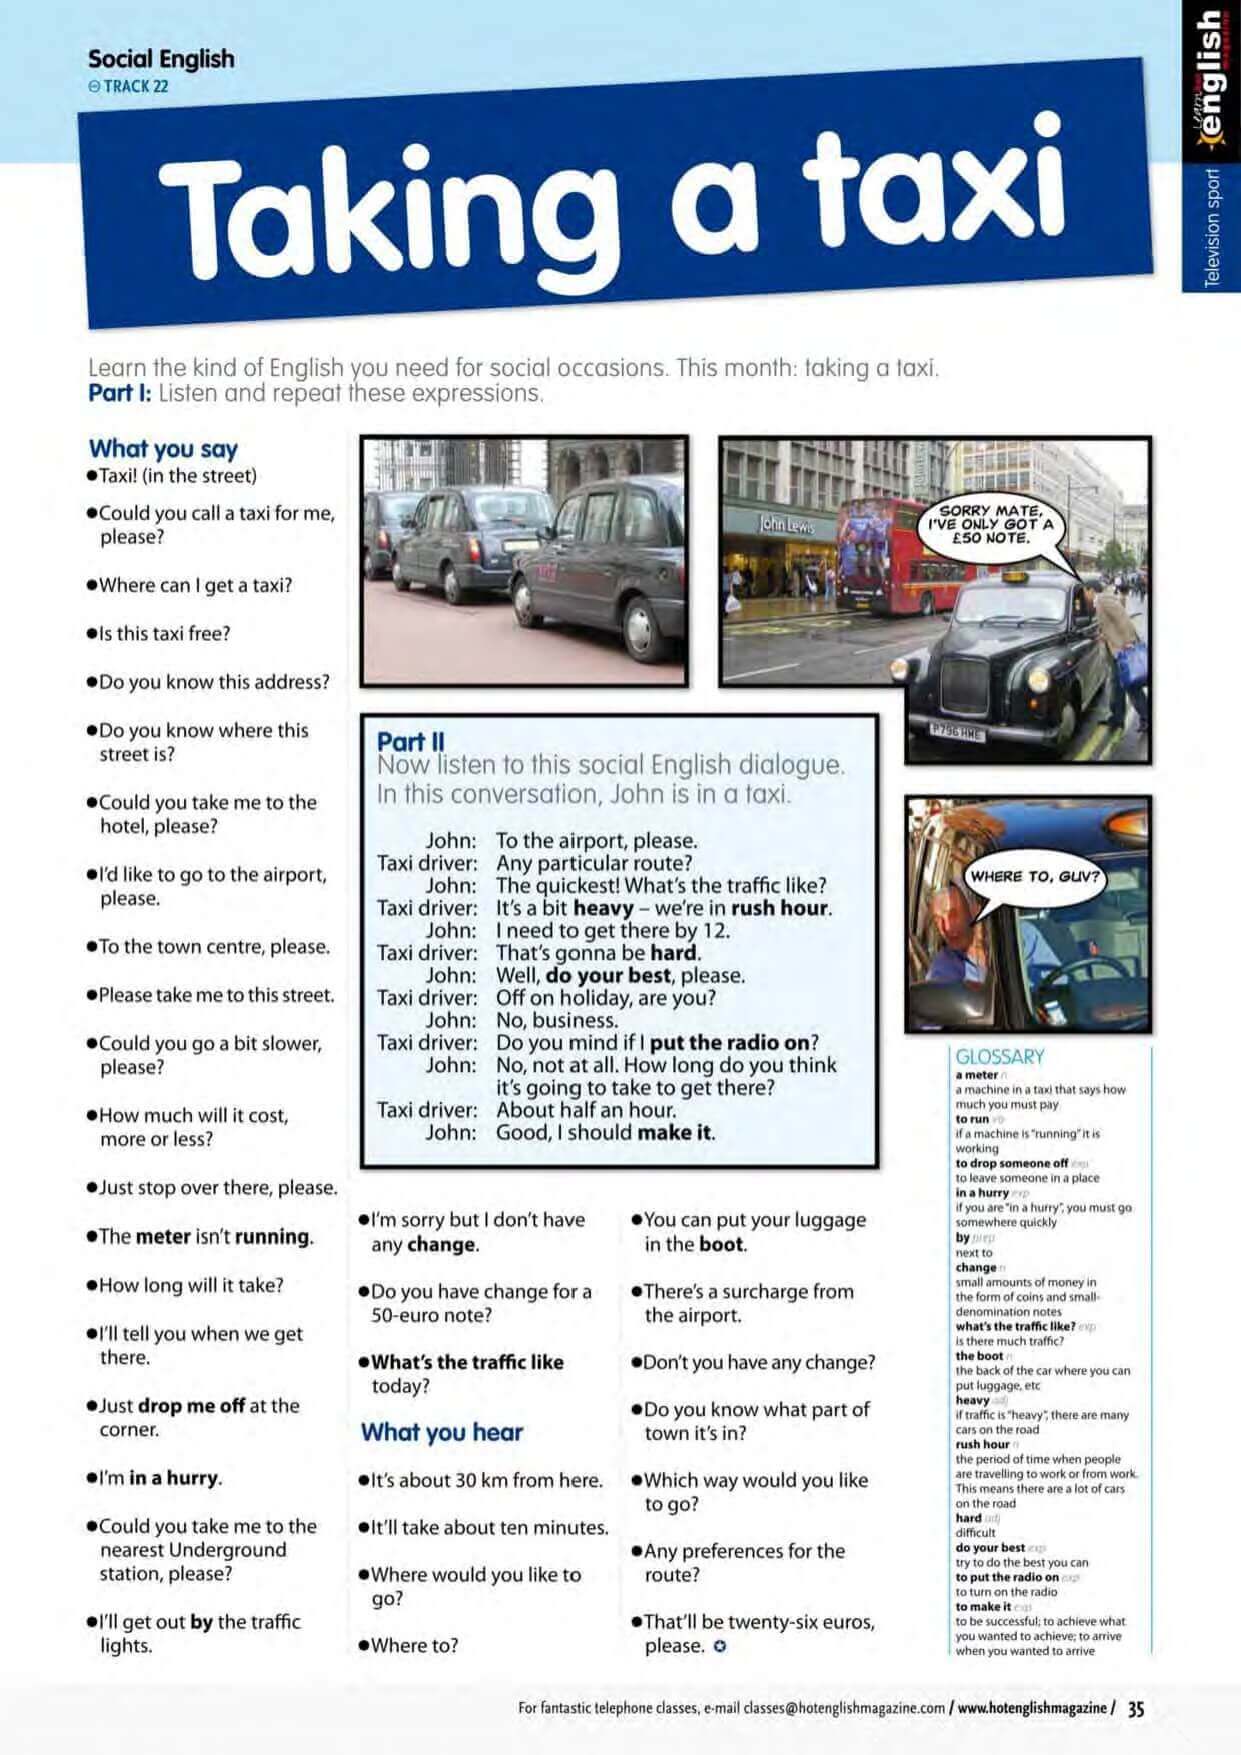 Social English
TRACK 22
Learn hot
english
magazine
Television sport
Taking a taxi
Learn the kind of English you need for social occasions. This month: taking a taxi.
Part I: Listen and repeat these expressions.
What you say
●Taxi! (in the street)
●Could you call a taxi for me,
please?
●Where can I get a taxi?
●Is this taxi free?
●Do you know this address?
●Do you know where this
street is?
●Could you take me to the
hotel, please?
●I'd like to go to the airport,
please.
●To the town centre, please.
●Please take me to this street.
●Could you go a bit slower,
please?
●How much will it cost,
more or less?
●Just stop over there, please.
●The meter isn't running.
●How long will it take?
●I'll tell you when we get
there.
●Just drop me off at the
corner.
●I'm in a hurry.
●Could you take me to the
nearest Underground
station, please?
●I'll get out by the traffic
lights.
John Lewis
SORRY MATE,
I'VE ONLY GOT A
£50 NOTE.
P796 HME
WHERE TO, GUV?
Part II
Now listen to this social English dialogue.
In this conversation, John is in a taxi.
John: To the airport, please.
Taxi driver: Any particular route?
John: The quickest! What's the traffic like?
Taxi driver: It's a bit heavy – we're in rush hour.
John: I need to get there by 12.
Taxi driver: That's gonna be hard.
John: Well, do your best, please.
Taxi driver: Off on holiday, are you?
John: No, business.
Taxi driver: Do you mind if I put the radio on?
John: No, not at all. How long do you think
it's going to take to get there?
Taxi driver: About half an hour.
John: Good, I should make it.
●I'm sorry but I don't have
any change.
●Do you have change for a
50-euro note?
●What's the traffic like
today?
What you hear
●It's about 30 km from here.
●It'll take about ten minutes.
●Where would you like to
go?
●Where to?
●You can put your luggage
in the boot.
●There's a surcharge from
the airport.
●Don't you have any change?
●Do you know what part of
town it's in?
●Which way would you like
to go?
●Any preferences for the
route?
●That'll be twenty-six euros,
please.
GLOSSARY
a meter n
a machine in a taxi that says how
much you must pay
to run vb
if a machine is "running" it is
working
to drop someone off exp
to leave someone in a place
in a hurry exp
if you are "in a hurry", you must go
somewhere quickly
by prep
next to
change n
small amounts of money in
the form of coins and small-
denomination notes
what's the traffic like? exp
is there much traffic?
the boot n
the back of the car where you can
put luggage, etc
heavy adj
if traffic is "heavy", there are many
cars on the road
rush hour n
the period of time when people
are travelling to work or from work.
This means there are a lot of cars
on the road
hard adj
difficult
do your best exp
try to do the best you can
to put the radio on exp
to turn on the radio
to make it exp
to be successful; to achieve what
you wanted to achieve; to arrive
when you wanted to arrive
For fantastic telephone classes, e-mail classes@hotenglishmagazine.com / www.hotenglishmagazine / 35